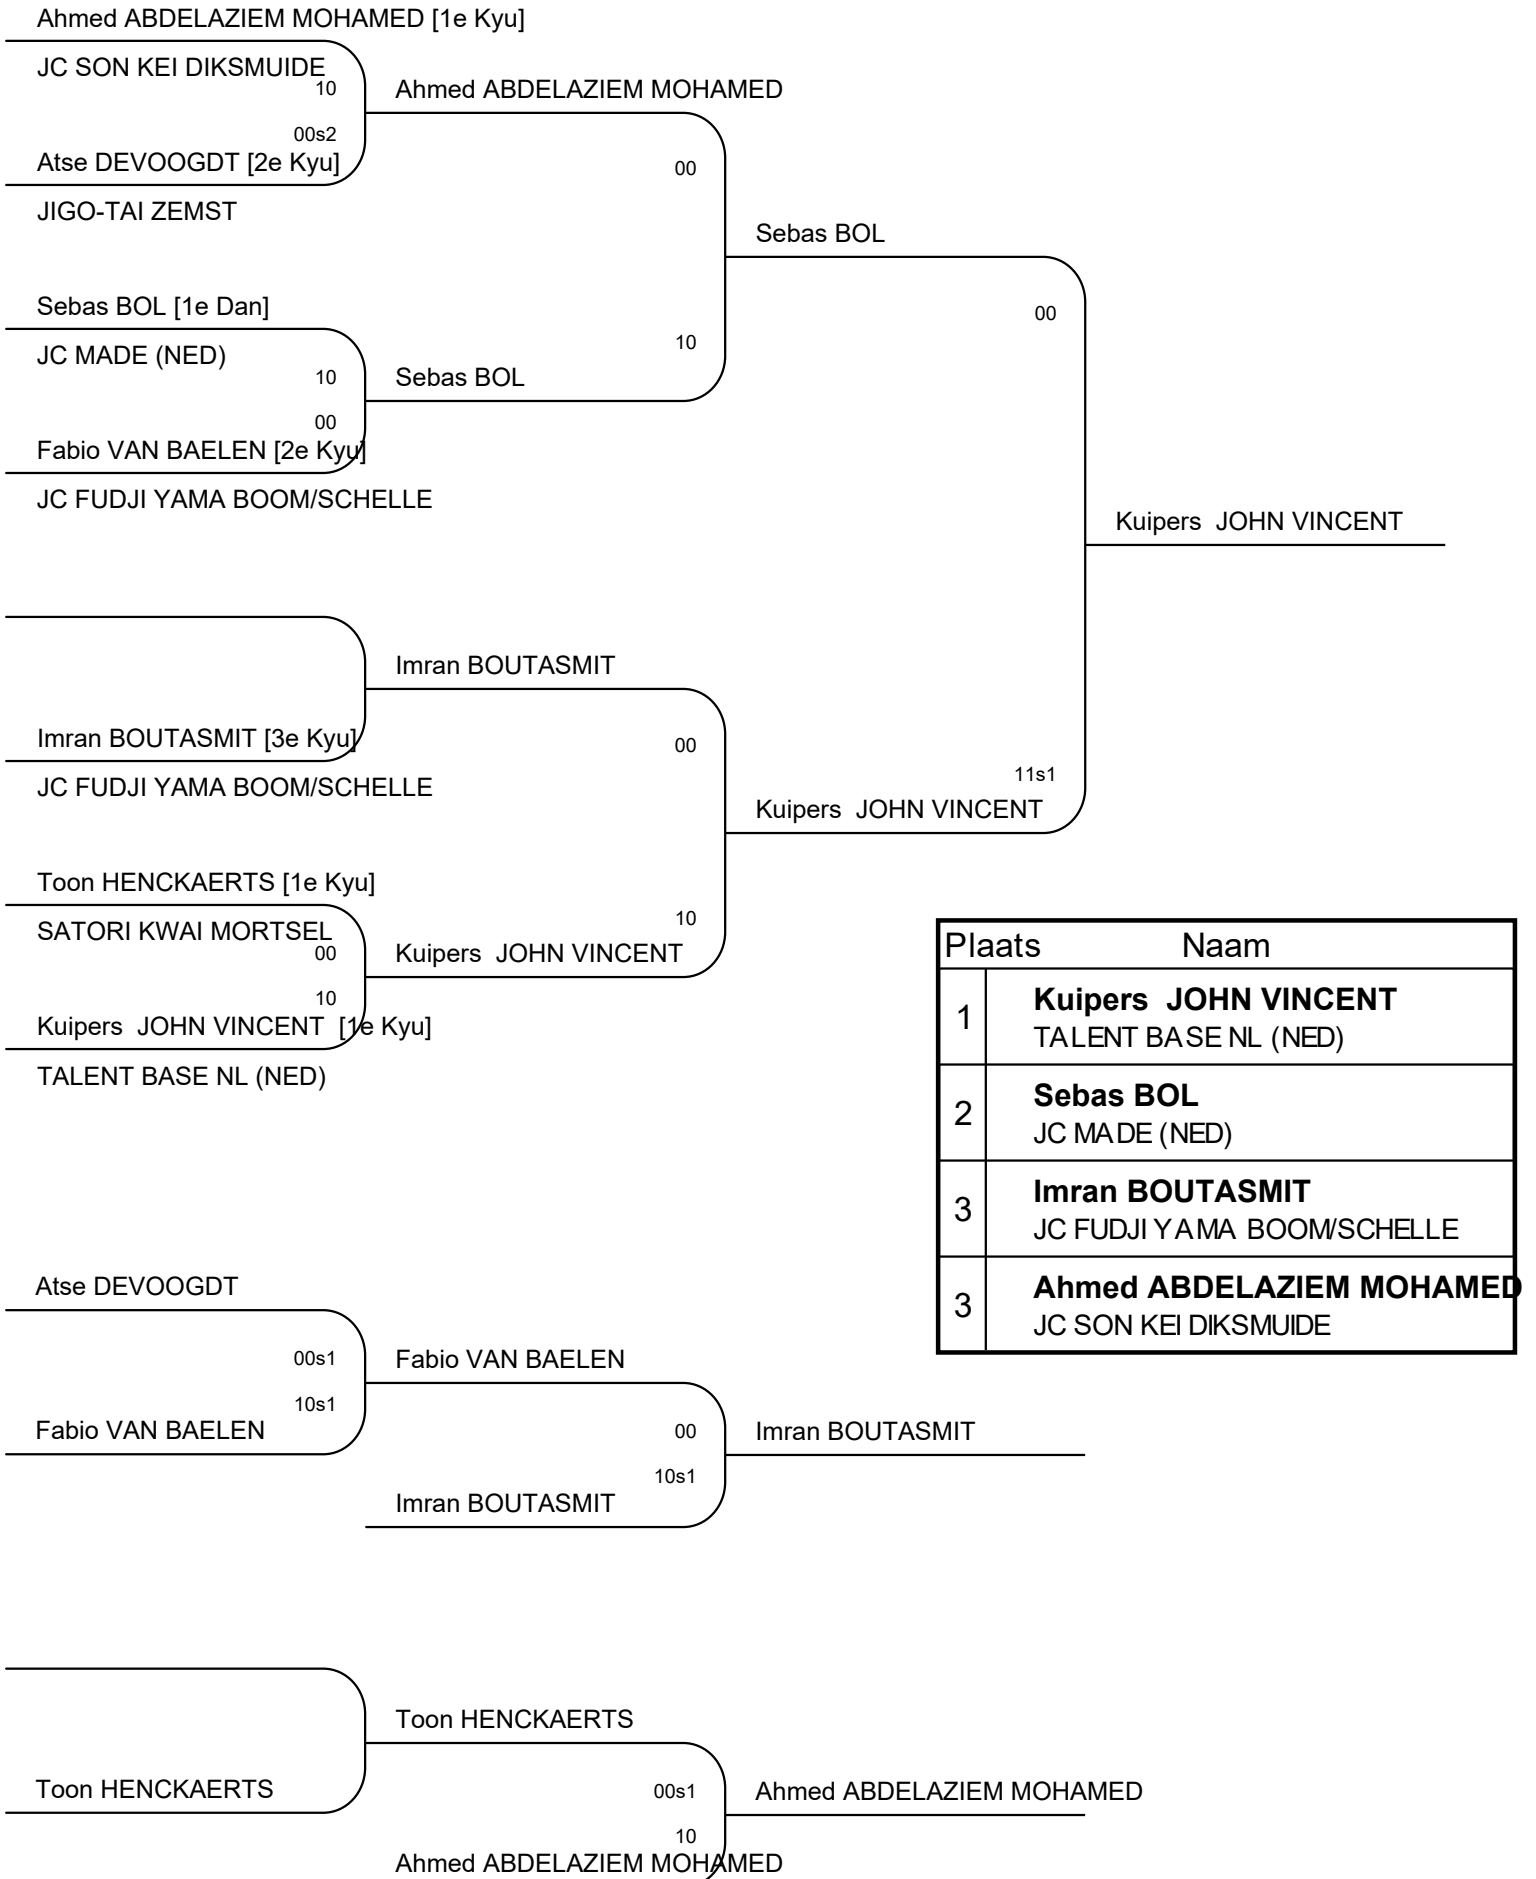 Ahmed ABDELAZIEM MOHAMED [1e Kyu]
JC SON KEI DIKSMUIDE
10
Ahmed ABDELAZIEM MOHAMED
00s2
Atse DEVOOGDT [2e Kyu]
00
JIGO-TAI ZEMST
Sebas BOL
Sebas BOL [1e Dan]
00
JC MADE (NED)
10
10
Sebas BOL
00
Fabio VAN BAELEN [2e Kyu]
JC FUDJI YAMA BOOM/SCHELLE
Kuipers  JOHN VINCENT
Imran BOUTASMIT
Imran BOUTASMIT [3e Kyu]
00
JC FUDJI YAMA BOOM/SCHELLE
11s1
Kuipers  JOHN VINCENT
Toon HENCKAERTS [1e Kyu]
10
SATORI KWAI MORTSEL
00
Kuipers  JOHN VINCENT
10
Kuipers  JOHN VINCENT  [1e Kyu]
TALENT BASE NL (NED)
Plaats Naam
1 Kuipers  JOHN VINCENT
TALENT BASE NL (NED)
2 Sebas BOL
JC MADE (NED)
3 Imran BOUTASMIT
JC FUDJI YAMA BOOM/SCHELLE
3 Ahmed ABDELAZIEM MOHAMED
JC SON KEI DIKSMUIDE
Atse DEVOOGDT
00s1
Fabio VAN BAELEN
10s1
Fabio VAN BAELEN
00
Imran BOUTASMIT
10s1
Imran BOUTASMIT
Toon HENCKAERTS
Toon HENCKAERTS
00s1
Ahmed ABDELAZIEM MOHAMED
10
Ahmed ABDELAZIEM MOHAMED